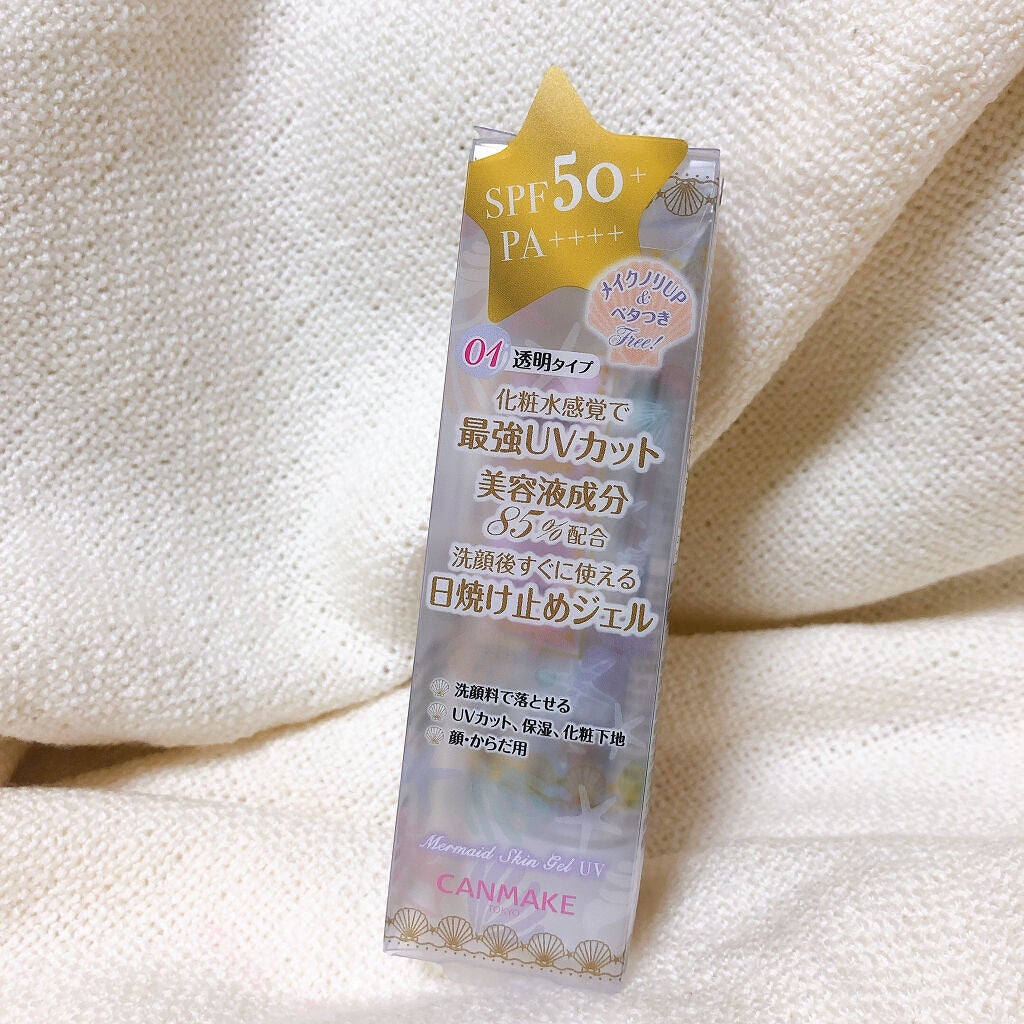 SPF50+
PA++++
メイクノリUP
&
ベタつき
Free!
01 透明タイプ
化粧水感覚で
最強UVカット
美容液成分
85%配合
洗顔後すぐに使える
日焼け止めジェル
洗顔料で落とせる
UVカット、保湿、化粧下地
顔・からだ用
Mermaid Skin Gel UV
CANMAKE
TOKYO